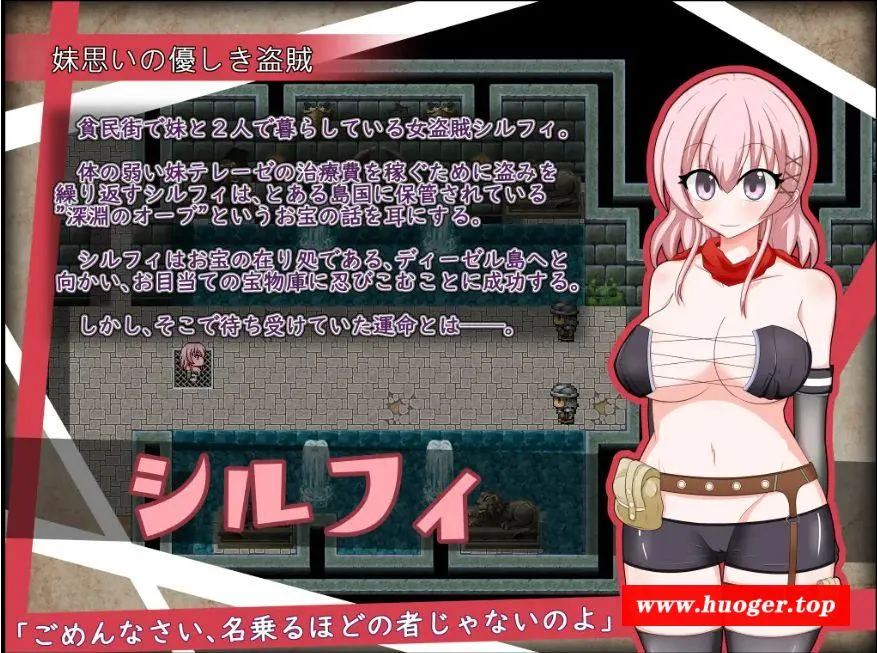 妹思いの優しき盗賊
貧民街で妹と２人で暮らしている女盗賊シルフィ。
体の弱い妹テレーゼの治療費を稼ぐために盗みを
繰り返すシルフィは、とある島国に保管されている
”深淵のオーブ”というお宝の話を耳にする。
シルフィはお宝の在り処である、ディーゼル島へと
向かい、お目当ての宝物庫に忍びこむことに成功する。
しかし、そこで待ち受けていた運命とは――。
シルフィ
「ごめんなさい、名乗るほどの者じゃないのよ」
www.huoger.top